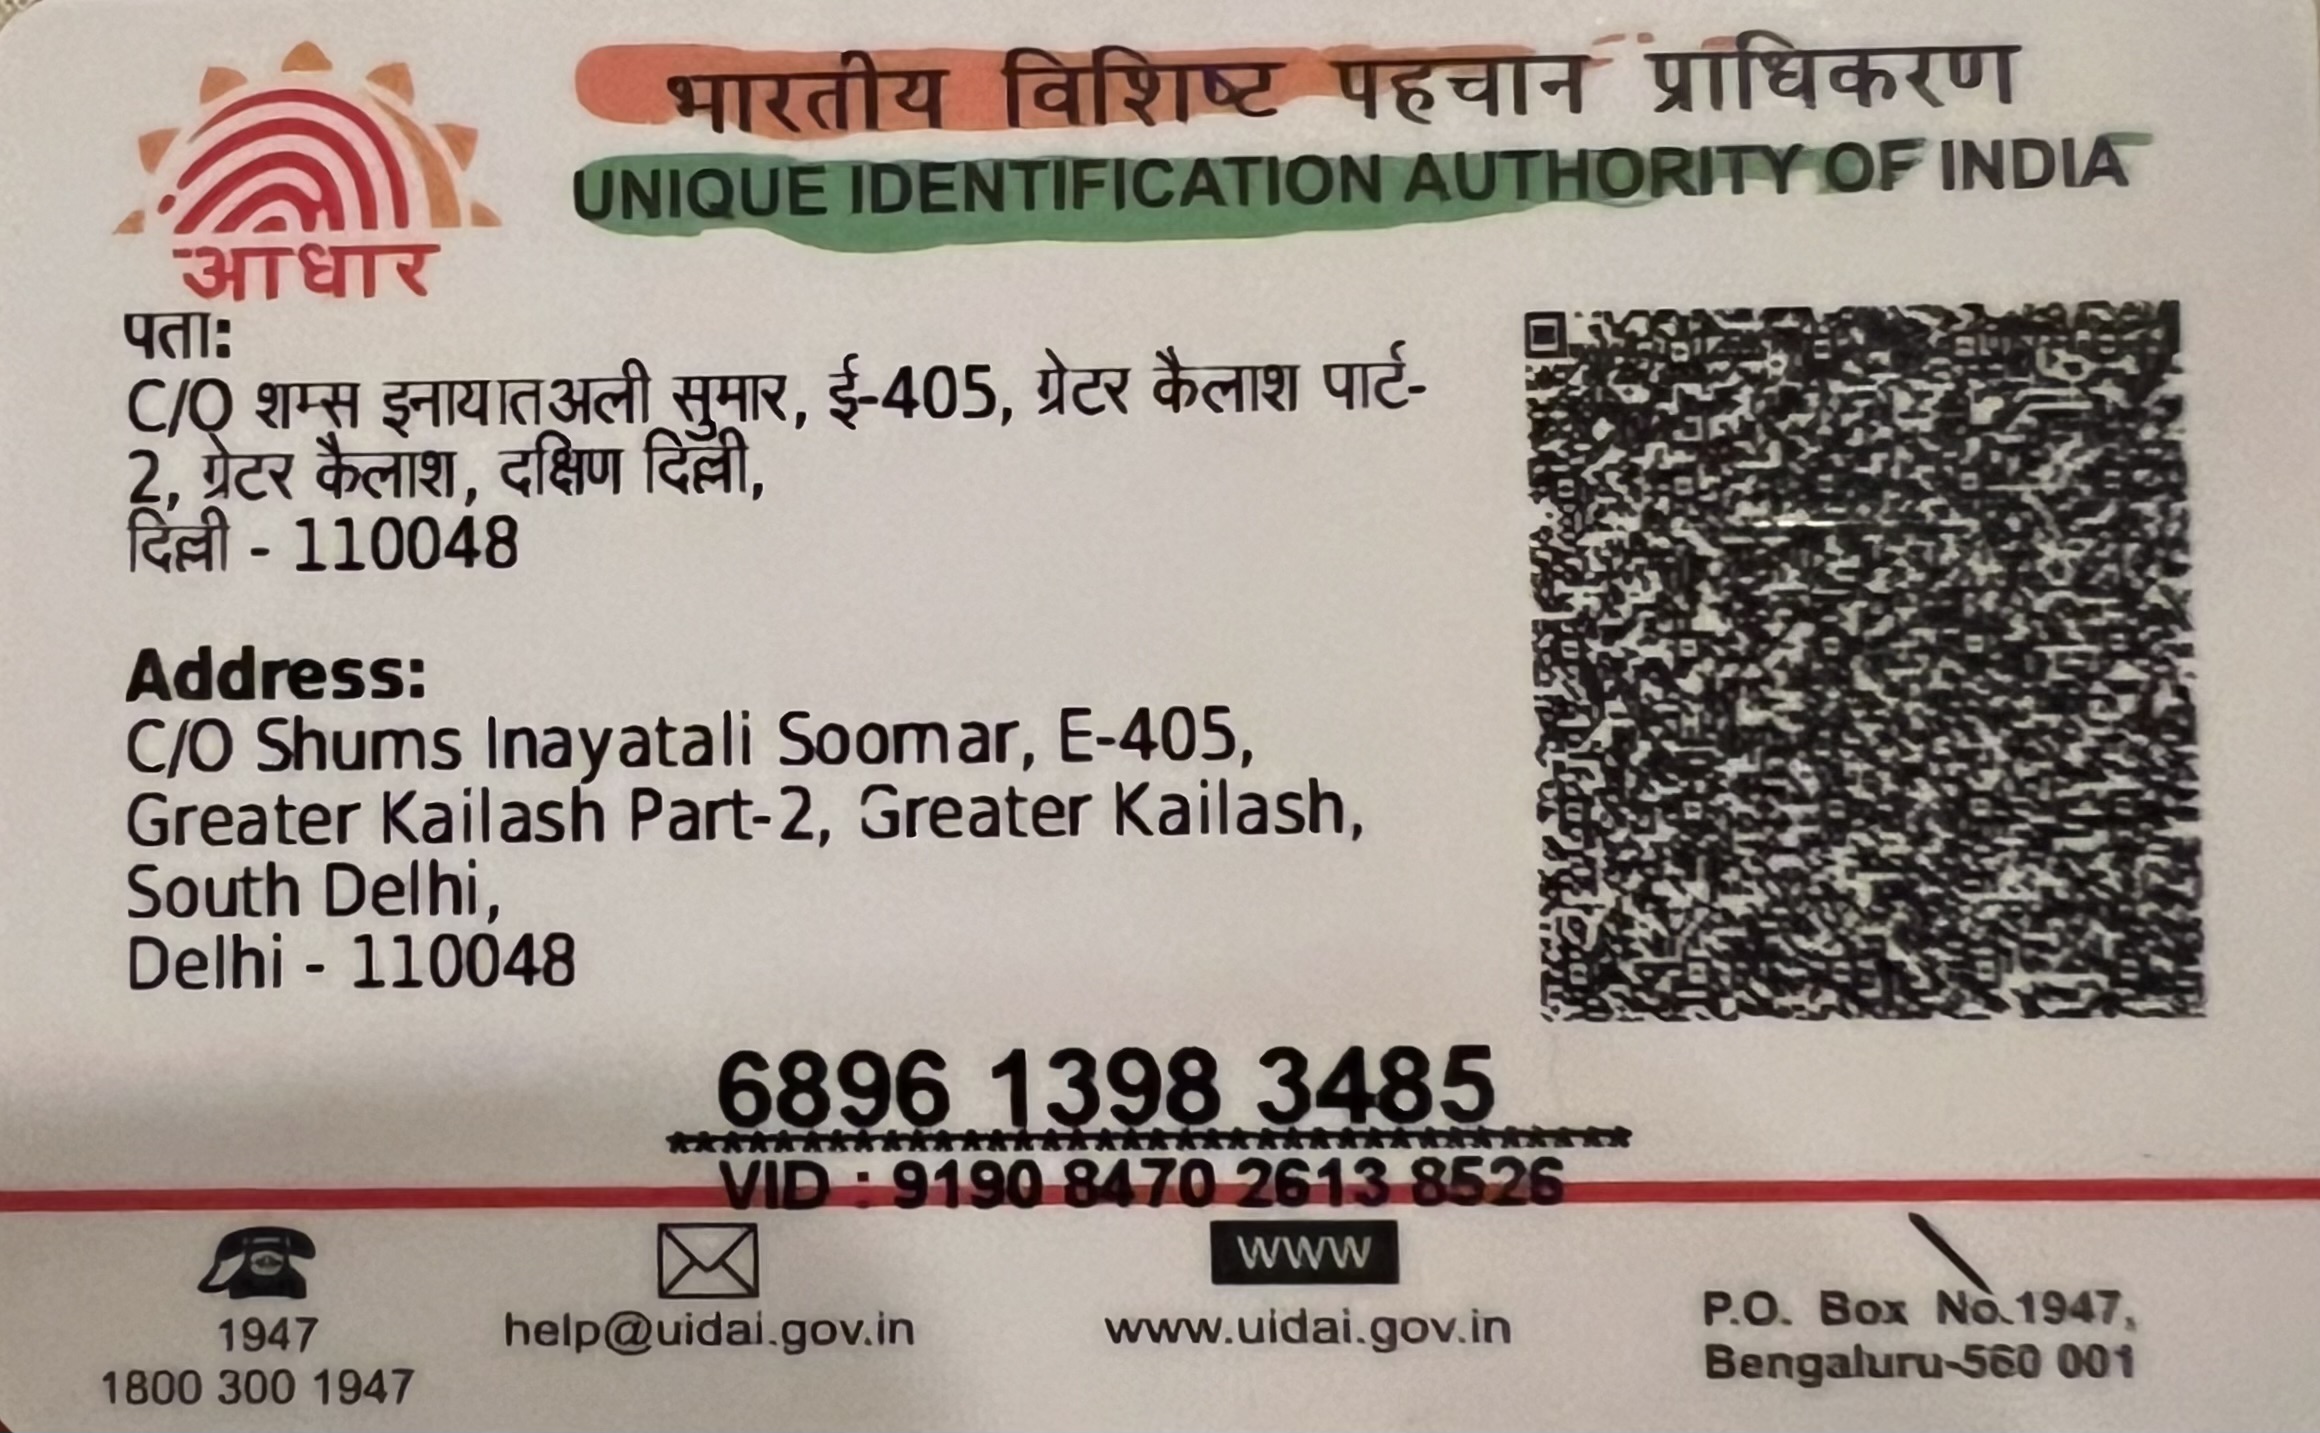 भारतीय विशिष्ट पहचान प्राधिकरण
UNIQUE IDENTIFICATION AUTHORITY OF INDIA
आधार
पता:
C/O शम्स इनायातअली सुमार, ई-405, ग्रेटर कैलाश पार्ट-
2, ग्रेटर कैलाश, दक्षिण दिल्ली,
दिल्ली - 110048
Address:
C/O Shums Inayatali Soomar, E-405,
Greater Kailash Part-2, Greater Kailash,
South Delhi,
Delhi - 110048
6896 1398 3485
VID : 9190 8470 2613 8526
1947
1800 300 1947
help@uidai.gov.in
www
www.uidai.gov.in
P.O. Box No.1947,
Bengaluru-560 001